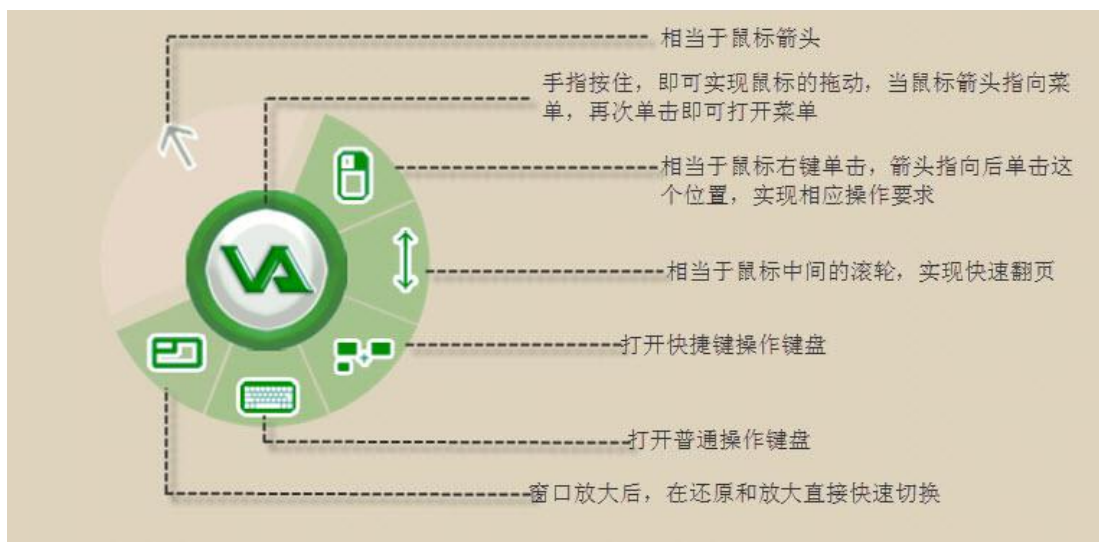 相当于鼠标箭头
手指按住，即可实现鼠标的拖动，当鼠标箭头指向菜
单，再次单击即可打开菜单
相当于鼠标右键单击，箭头指向后单击这
个位置，实现相应操作要求
VA
相当于鼠标中间的滚轮，实现快速翻页
打开快捷键操作键盘
打开普通操作键盘
窗口放大后，在还原和放大直接快速切换